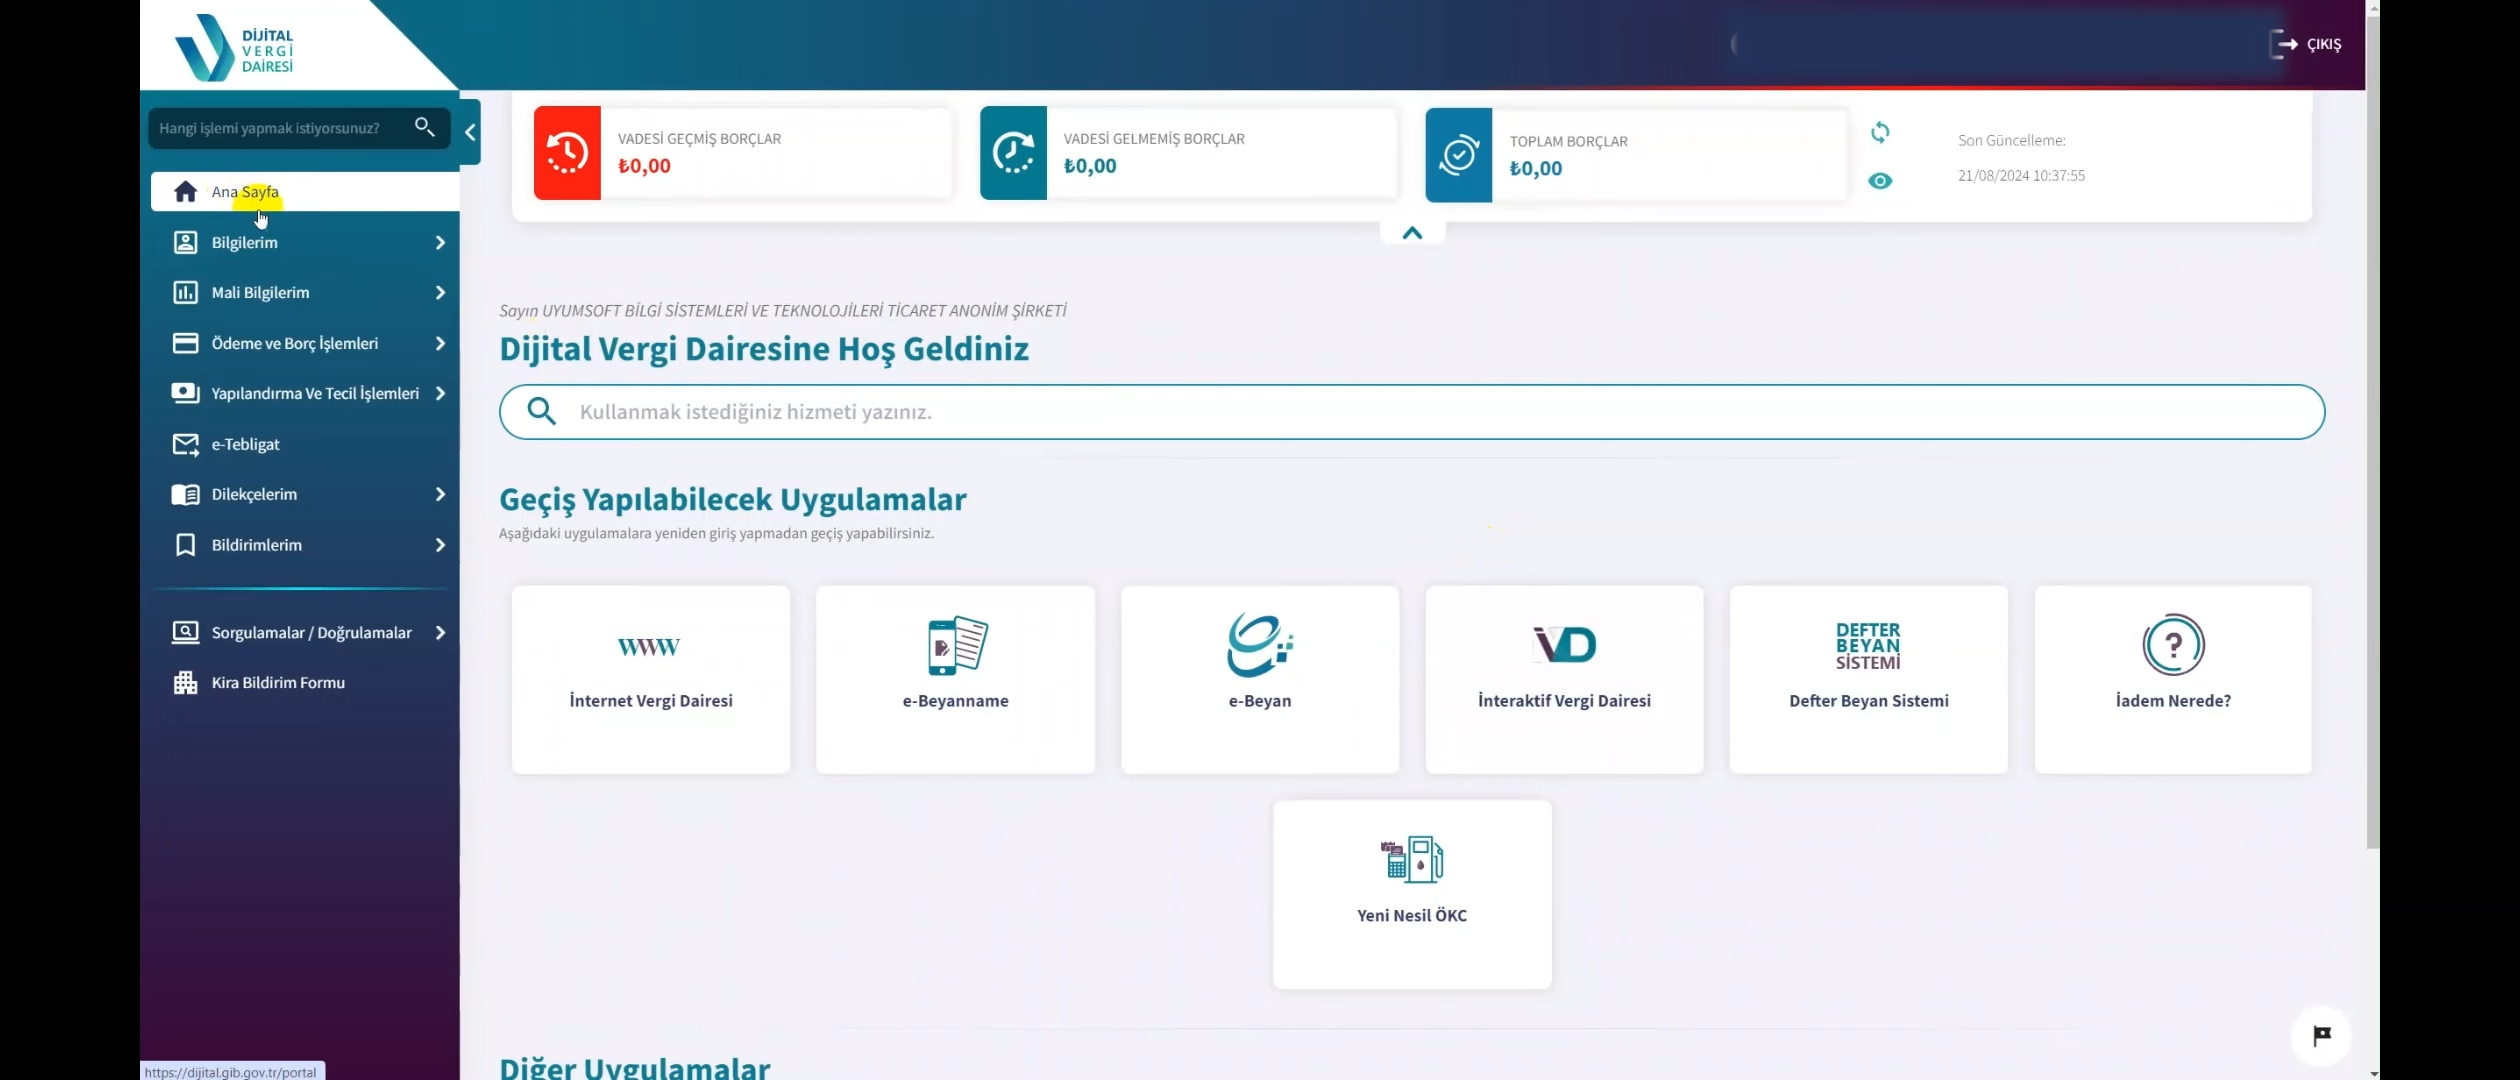 DİJİTAL
VERGİ
DAİRESİ
ÇIKIŞ
Hangi işlemi yapmak istiyorsunuz?
Ana Sayfa
Bilgilerim
Mali Bilgilerim
Ödeme ve Borç İşlemleri
Yapılandırma Ve Tecil İşlemleri
e-Tebligat
Dilekçelerim
Bildirimlerim
Sorgulamalar / Doğrulamalar
Kira Bildirim Formu
VADESİ GEÇMİŞ BORÇLAR
₺0,00
VADESİ GELMEMİŞ BORÇLAR
₺0,00
TOPLAM BORÇLAR
₺0,00
Son Güncelleme:
21/08/2024 10:37:55
Sayın UYUMSOFT BİLGİ SİSTEMLERİ VE TEKNOLOJİLERİ TİCARET ANONİM ŞİRKETİ
Dijital Vergi Dairesine Hoş Geldiniz
Kullanmak istediğiniz hizmeti yazınız.
Geçiş Yapılabilecek Uygulamalar
Aşağıdaki uygulamalara yeniden giriş yapmadan geçiş yapabilirsiniz.
www
İnternet Vergi Dairesi
e-Beyanname
e-Beyan
İVD
İnteraktif Vergi Dairesi
DEFTER
BEYAN
SİSTEMİ
Defter Beyan Sistemi
?
İadem Nerede?
Yeni Nesil ÖKC
Diğer Uygulamalar
https://dijital.gib.gov.tr/portal